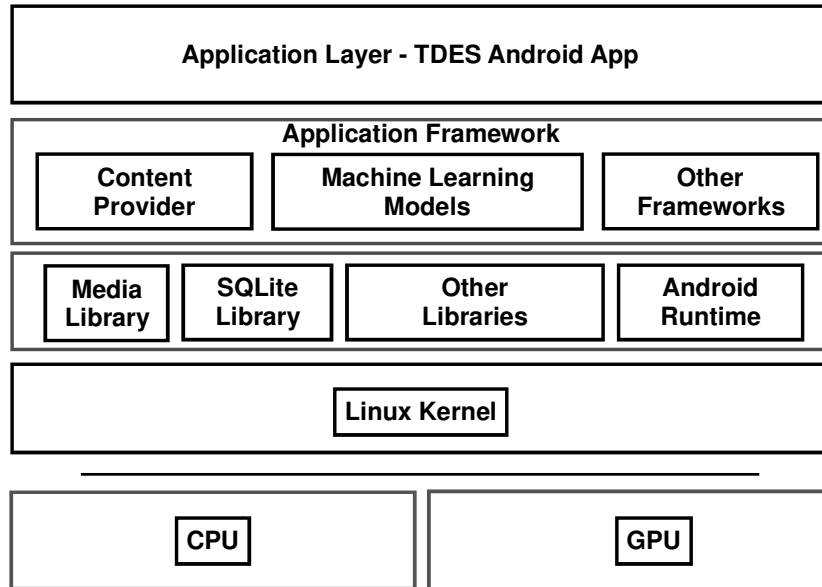 Application Layer - TDES Android App
Application Framework
Content
Provider
Machine Learning
Models
Other
Frameworks
Media
Library
SQLite
Library
Other
Libraries
Android
Runtime
Linux Kernel
CPU
GPU